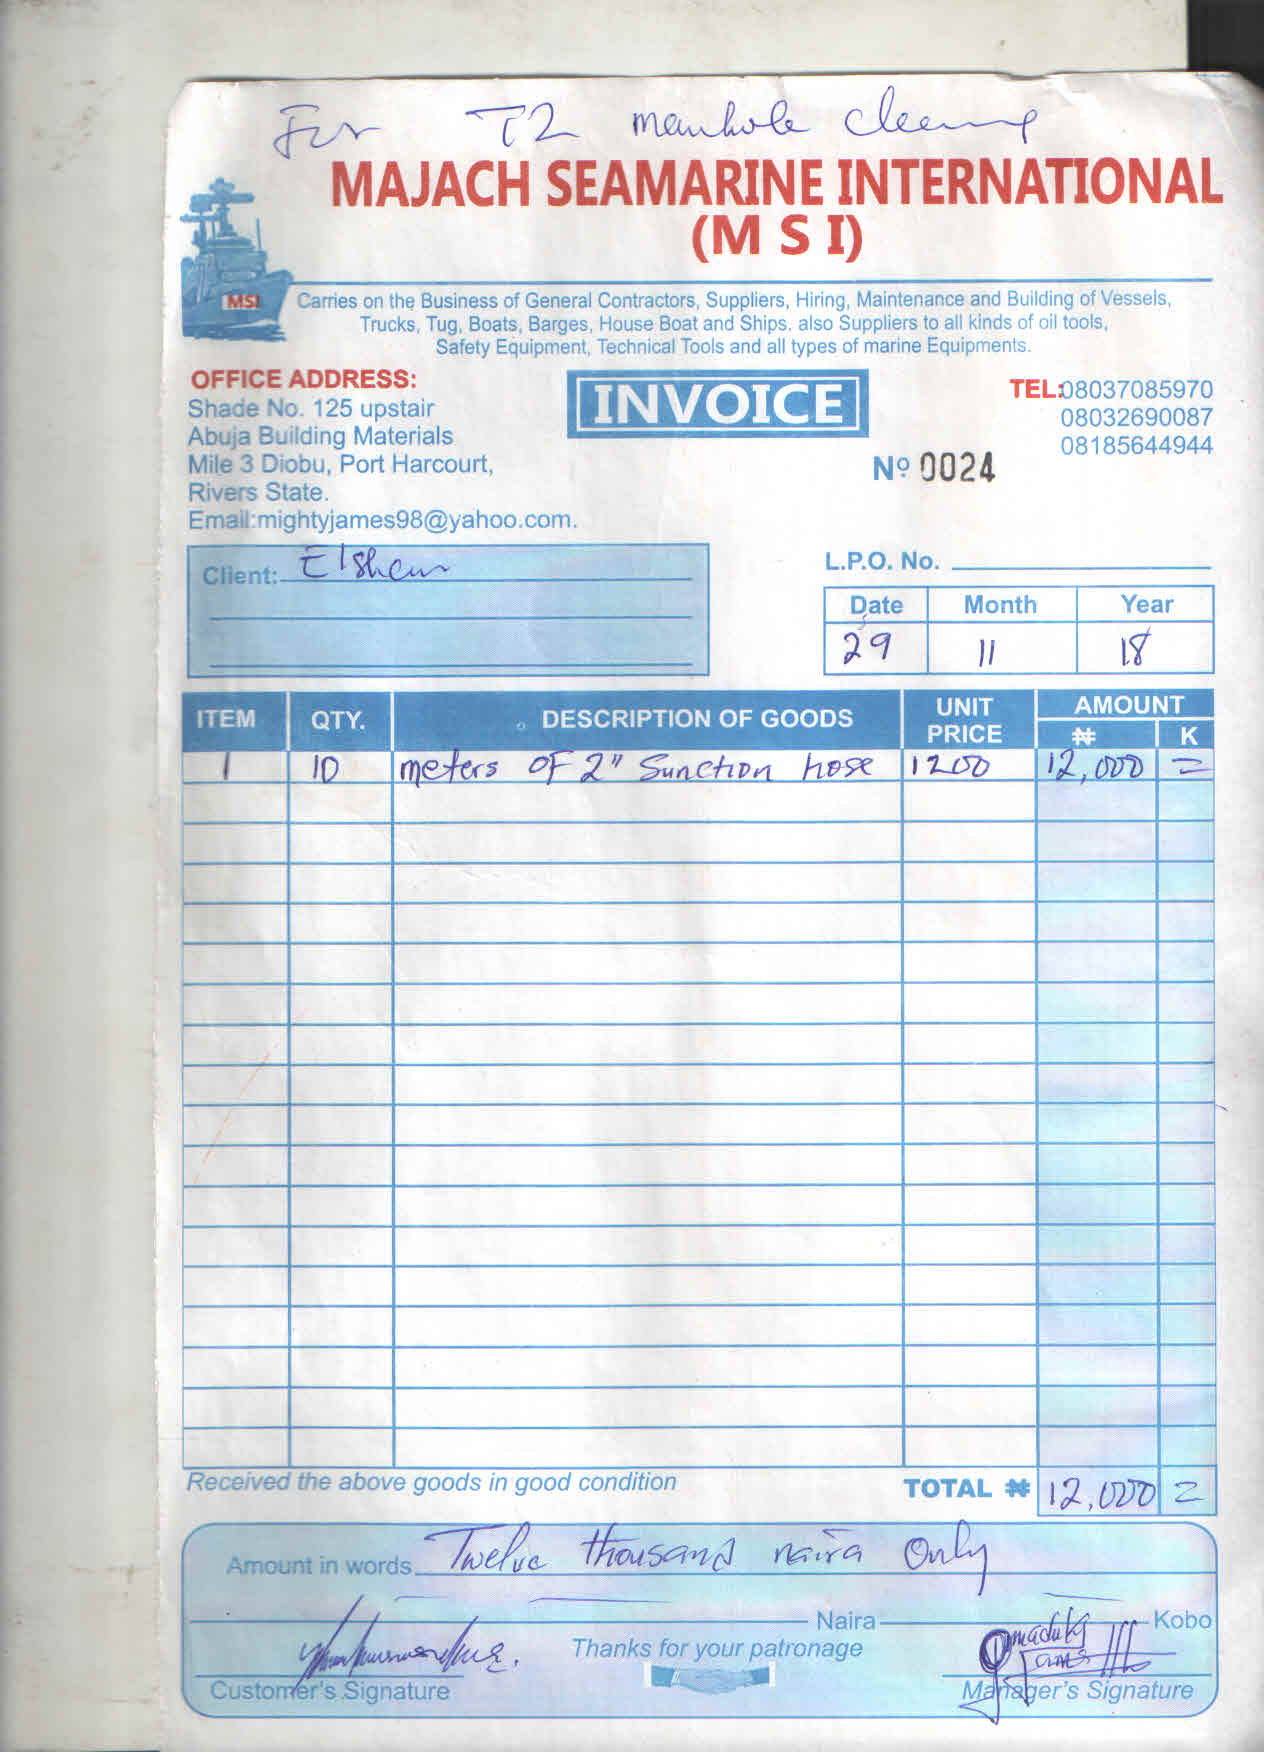 For T2 manhole cleaning
MAJACH SEAMARINE INTERNATIONAL
(M S I)
MSI
Carries on the Business of General Contractors, Suppliers, Hiring, Maintenance and Building of Vessels,
Trucks, Tug, Boats, Barges, House Boat and Ships. also Suppliers to all kinds of oil tools,
Safety Equipment, Technical Tools and all types of marine Equipments.
OFFICE ADDRESS:
Shade No. 125 upstair
Abuja Building Materials
Mile 3 Diobu, Port Harcourt,
Rivers State.
Email:mightyjames98@yahoo.com.
INVOICE
TEL:08037085970
08032690087
08185644944
Nº 0024
Client:
L.P.O. No.
Date Month Year
29 11 18
ITEM QTY. DESCRIPTION OF GOODS UNIT PRICE AMOUNT
₦ K
1 10 meters OF 2" Sunction hose 1200 12,000 =
Received the above goods in good condition TOTAL ₦ 12,000 =
Amount in words Twelve thousand naira Only
Naira Kobo
Thanks for your patronage
Customer's Signature Manager's Signature